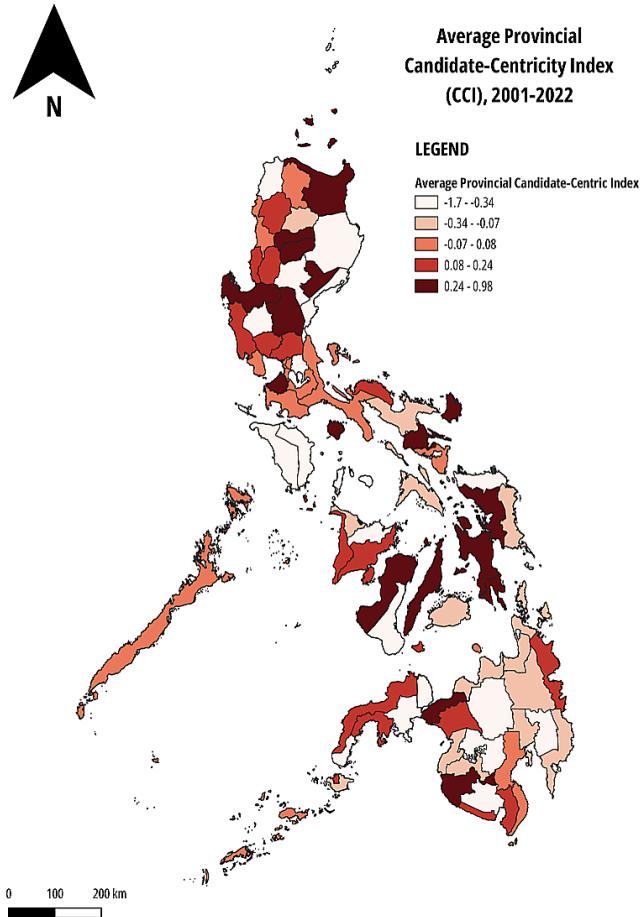 Average Provincial
Candidate-Centricity Index
(CCI), 2001-2022
N
LEGEND
Average Provincial Candidate-Centric Index
-1.7 - -0.34
-0.34 - -0.07
-0.07 - 0.08
0.08 - 0.24
0.24 - 0.98
0 100 200 km